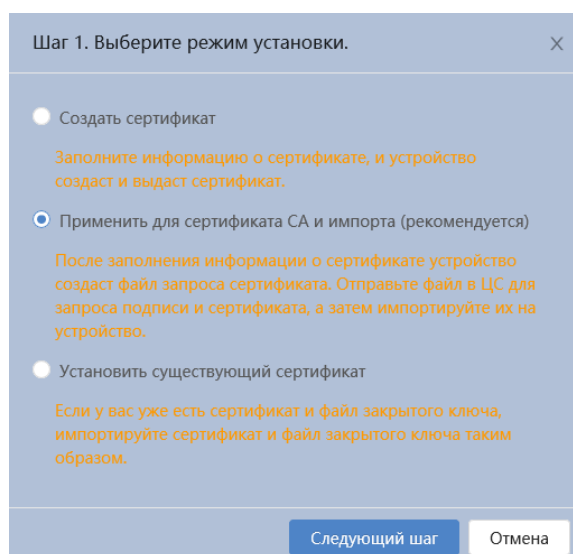 Шаг 1. Выберите режим установки.
Создать сертификат
Заполните информацию о сертификате, и устройство
создаст и выдаст сертификат.
Применить для сертификата CA и импорта (рекомендуется)
После заполнения информации о сертификате устройство
создаст файл запроса сертификата. Отправьте файл в ЦС для
запроса подписи и сертификата, а затем импортируйте их на
устройство.
Установить существующий сертификат
Если у вас уже есть сертификат и файл закрытого ключа,
импортируйте сертификат и файл закрытого ключа таким
образом.
Следующий шаг
Отмена